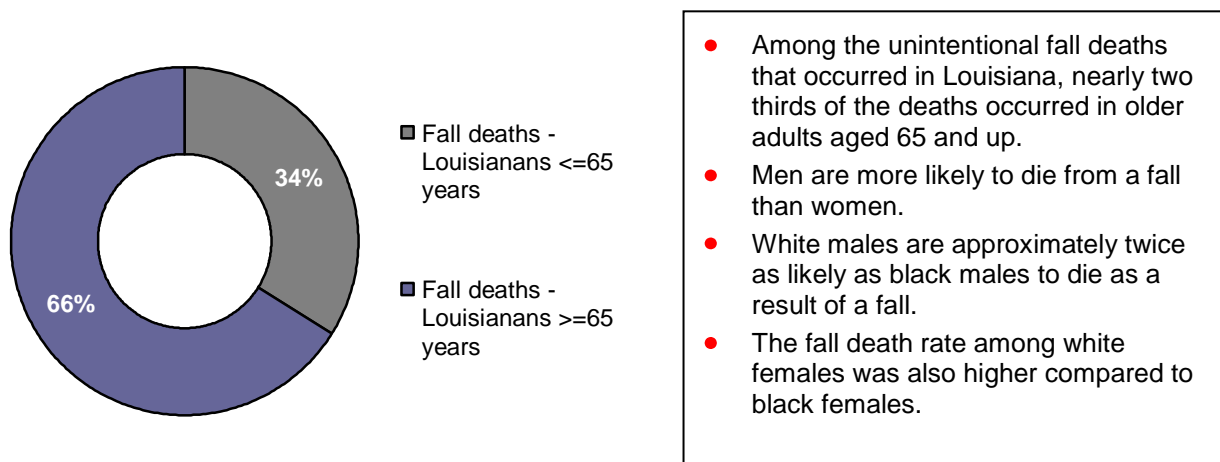 34%
66%
Fall deaths -
Louisianans <=65
years
Fall deaths -
Louisianans >=65
years
● Among the unintentional fall deaths
that occurred in Louisiana, nearly two
thirds of the deaths occurred in older
adults aged 65 and up.
● Men are more likely to die from a fall
than women.
● White males are approximately twice
as likely as black males to die as a
result of a fall.
● The fall death rate among white
females was also higher compared to
black females.